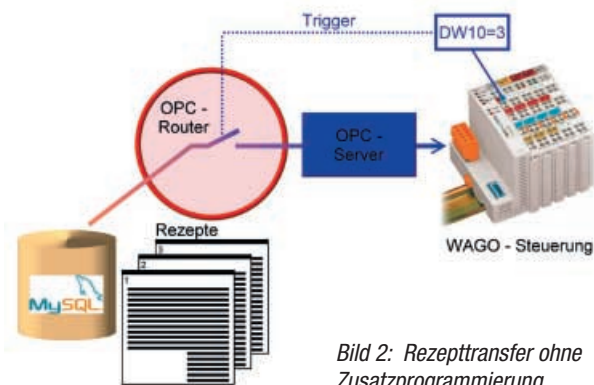 Trigger
DW10=3
OPC -
Router
OPC -
Server
WAGO - Steuerung
Rezepte
3
2
1
MySQL
Bild 2: Rezepttransfer ohne
Zusatzprogrammierung